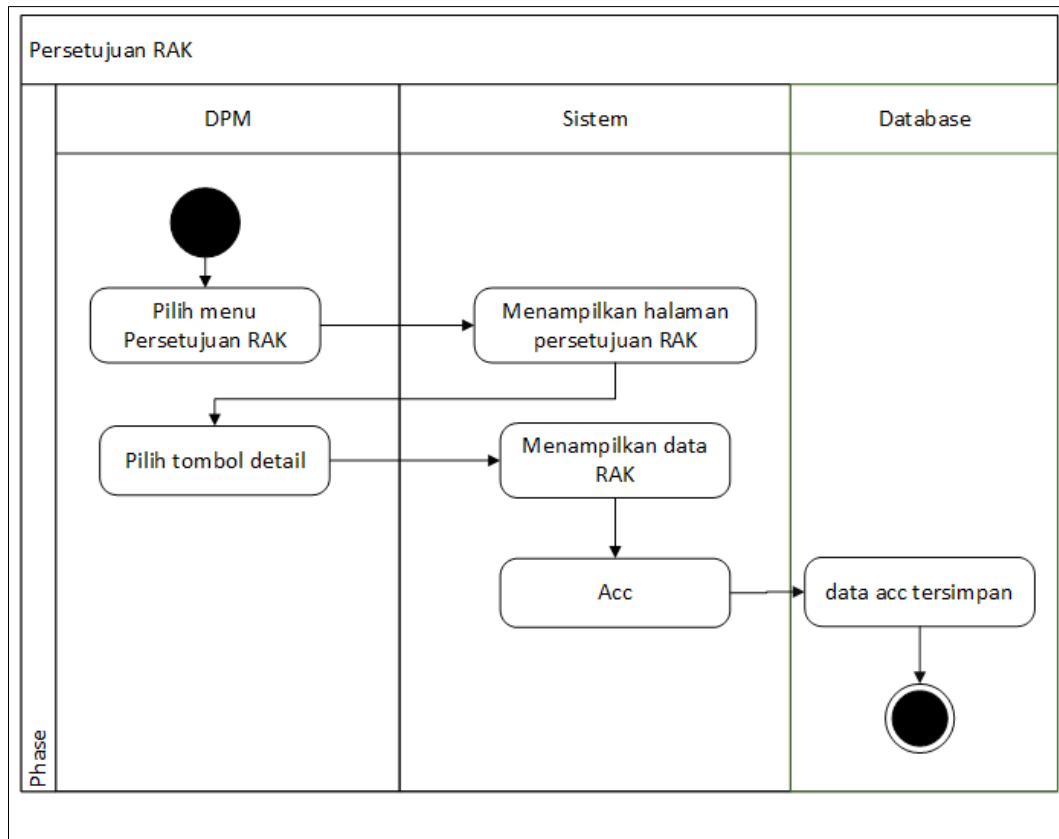 Persetujuan RAK
DPM
Sistem
Database
Pilih menu
Persetujuan RAK
Menampilkan halaman
persetujuan RAK
Pilih tombol detail
Menampilkan data
RAK
Acc
data acc tersimpan
Phase